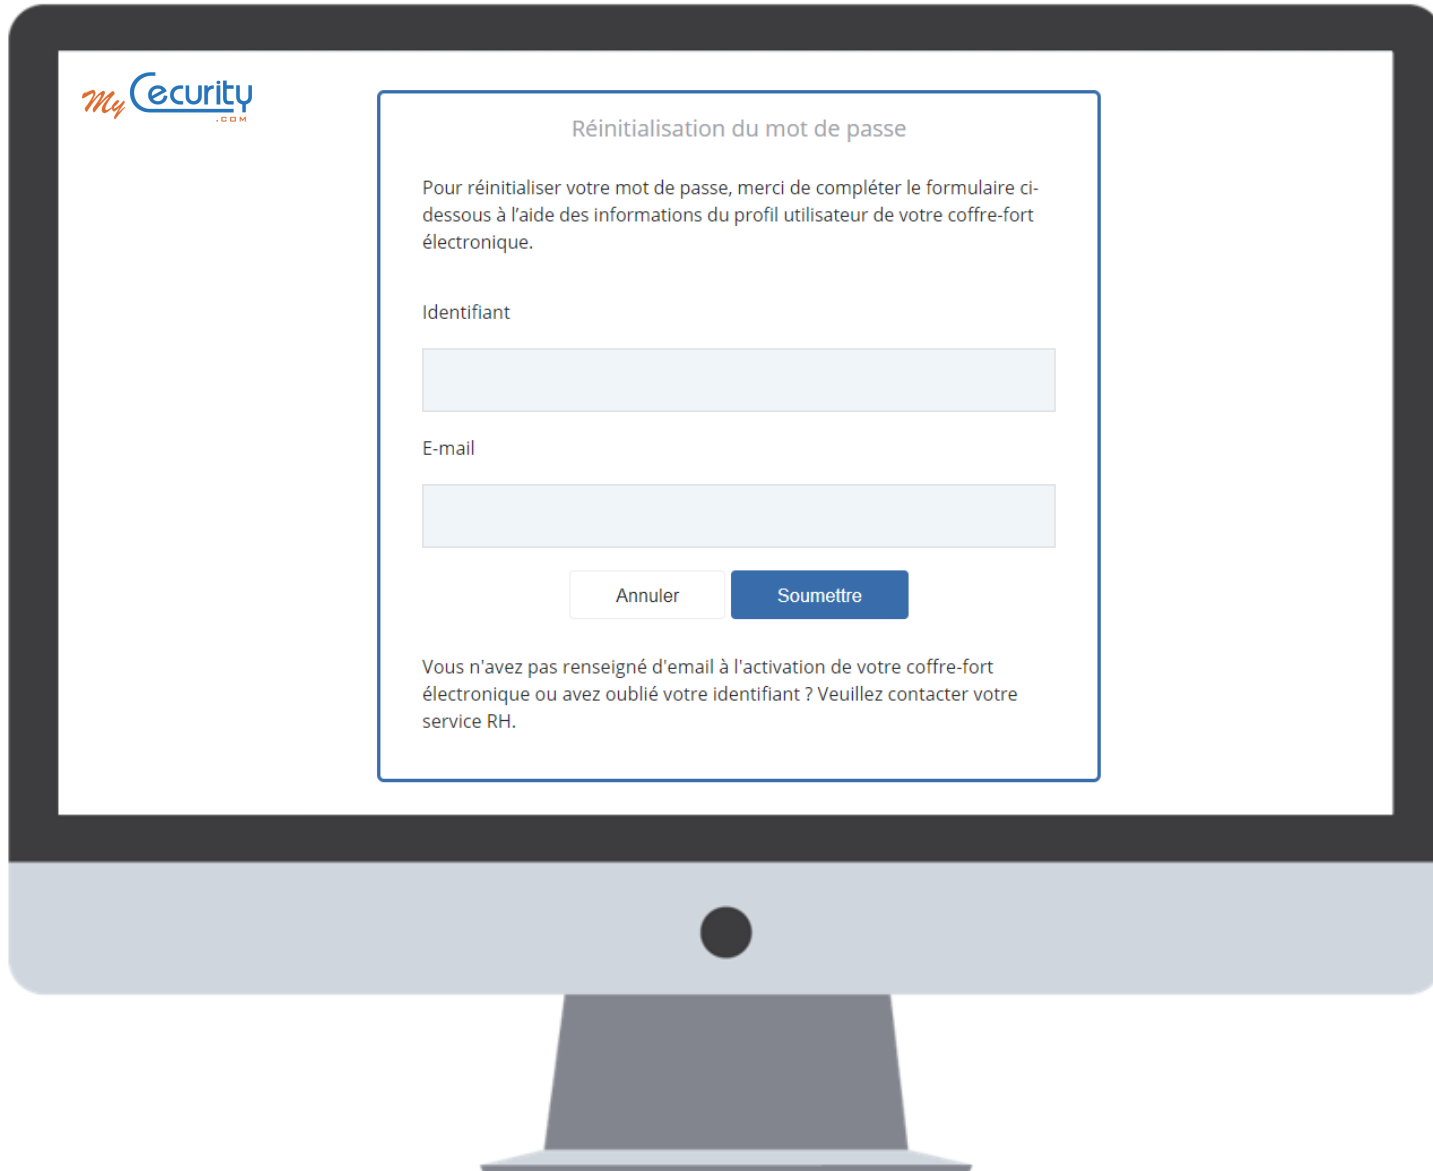 My Cecurity
.COM
Réinitialisation du mot de passe
Pour réinitialiser votre mot de passe, merci de compléter le formulaire ci-
dessous à l’aide des informations du profil utilisateur de votre coffre-fort
électronique.
Identifiant
E-mail
Annuler Soumettre
Vous n'avez pas renseigné d'email à l'activation de votre coffre-fort
électronique ou avez oublié votre identifiant ? Veuillez contacter votre
service RH.